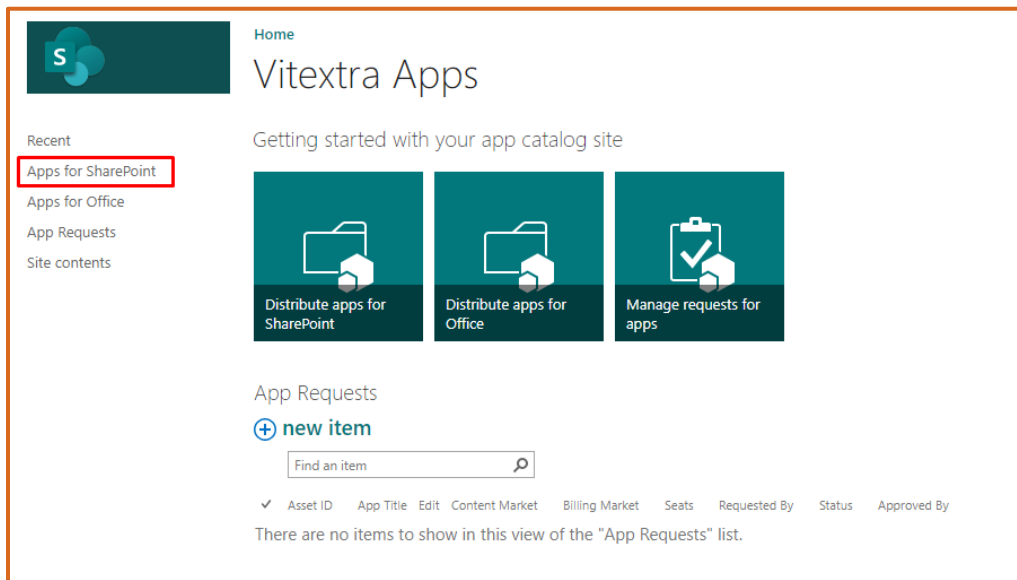 S
Home
Vitextra Apps
Recent
Apps for SharePoint
Apps for Office
App Requests
Site contents
Getting started with your app catalog site
Distribute apps for
SharePoint
Distribute apps for
Office
Manage requests for
apps
App Requests
new item
Find an item
Asset ID App Title Edit Content Market Billing Market Seats Requested By Status Approved By
There are no items to show in this view of the "App Requests" list.